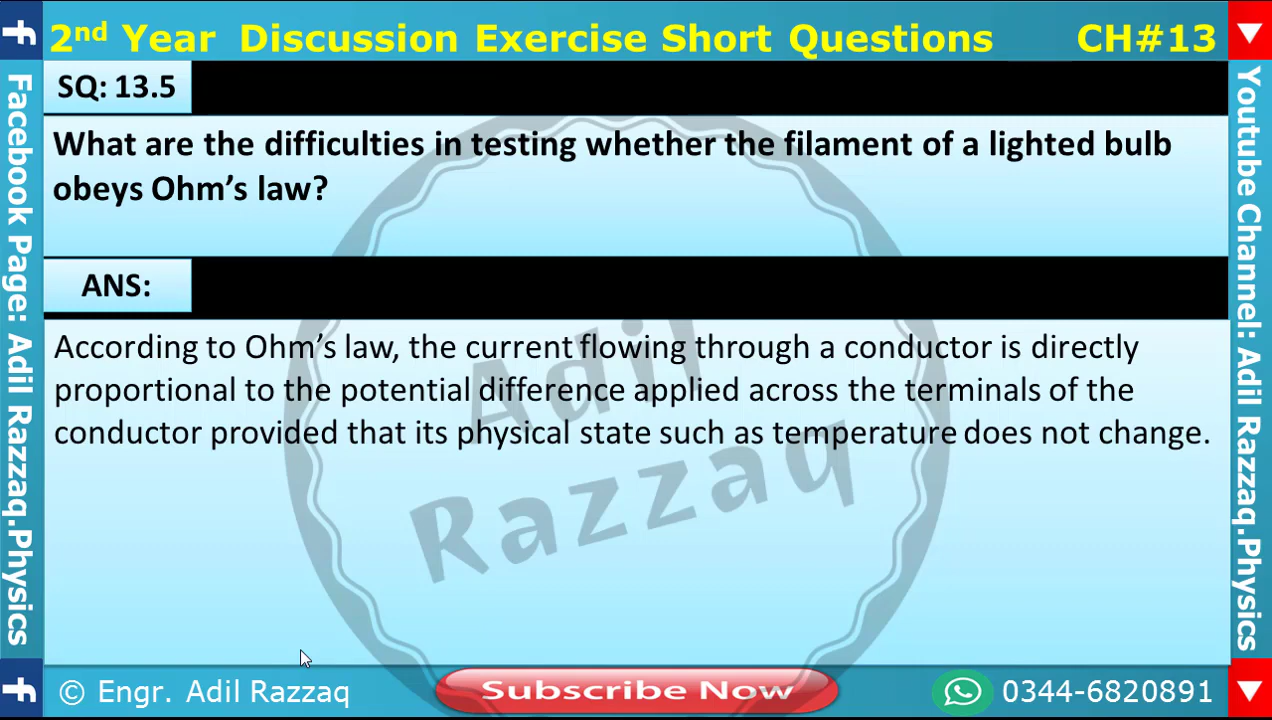 2nd Year Discussion Exercise Short Questions CH#13
SQ: 13.5
What are the difficulties in testing whether the filament of a lighted bulb
obeys Ohm's law?
ANS:
According to Ohm's law, the current flowing through a conductor is directly
proportional to the potential difference applied across the terminals of the
conductor provided that its physical state such as temperature does not change.
Adil
Razzaq
Facebook Page: Adil Razzaq.Physics
Youtube Channel: Adil Razzaq.Physics
© Engr. Adil Razzaq
Subscribe Now
0344-6820891